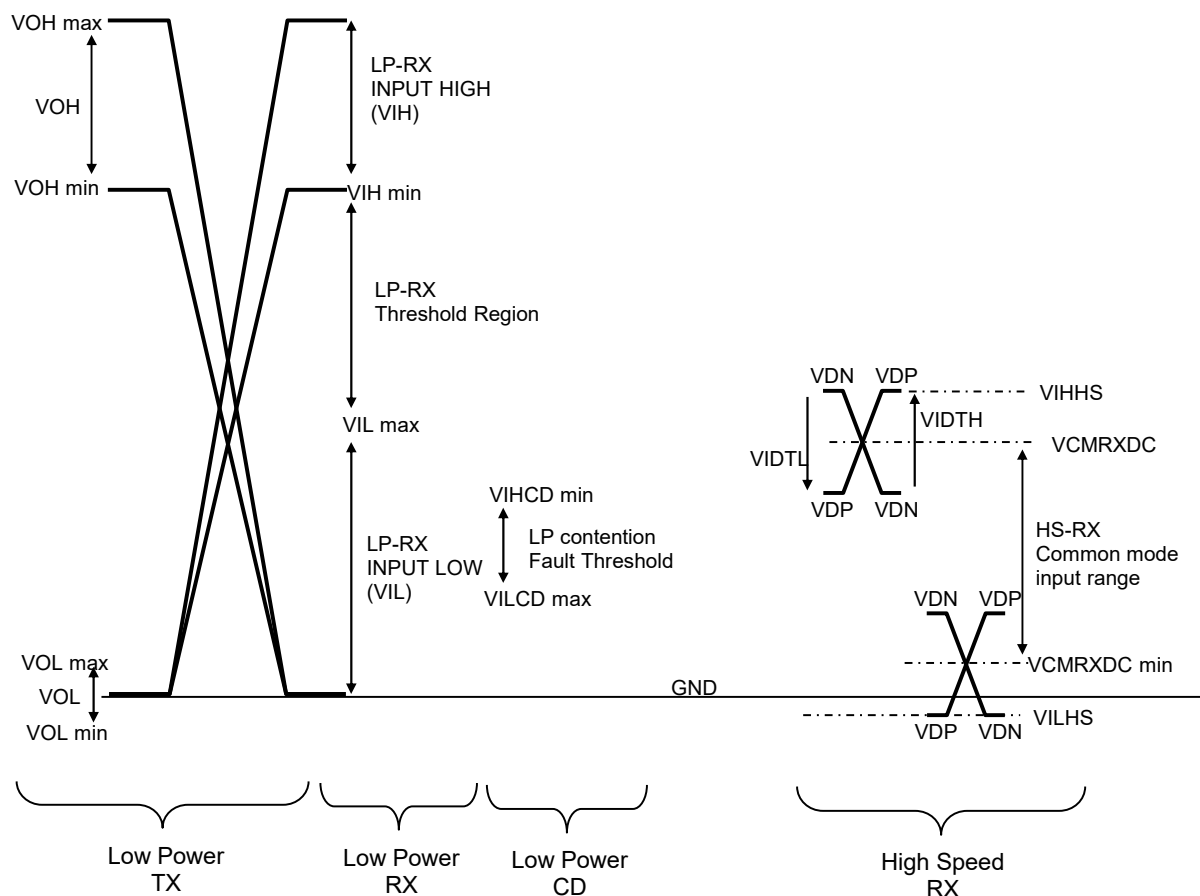 VOH max
VOH
VOH min
LP-RX
INPUT HIGH
(VIH)
VIH min
LP-RX
Threshold Region
VIL max
LP-RX
INPUT LOW
(VIL)
VIHCD min
LP contention
Fault Threshold
VILCD max
VOL max
VOL
VOL min
GND
VDN
VDP
VIHHS
VIDTH
VCMRXDC
VIDTL
VDP
VDN
HS-RX
Common mode
input range
VDN
VDP
VCMRXDC min
VILHS
VDP
VDN
Low Power
TX
Low Power
RX
Low Power
CD
High Speed
RX